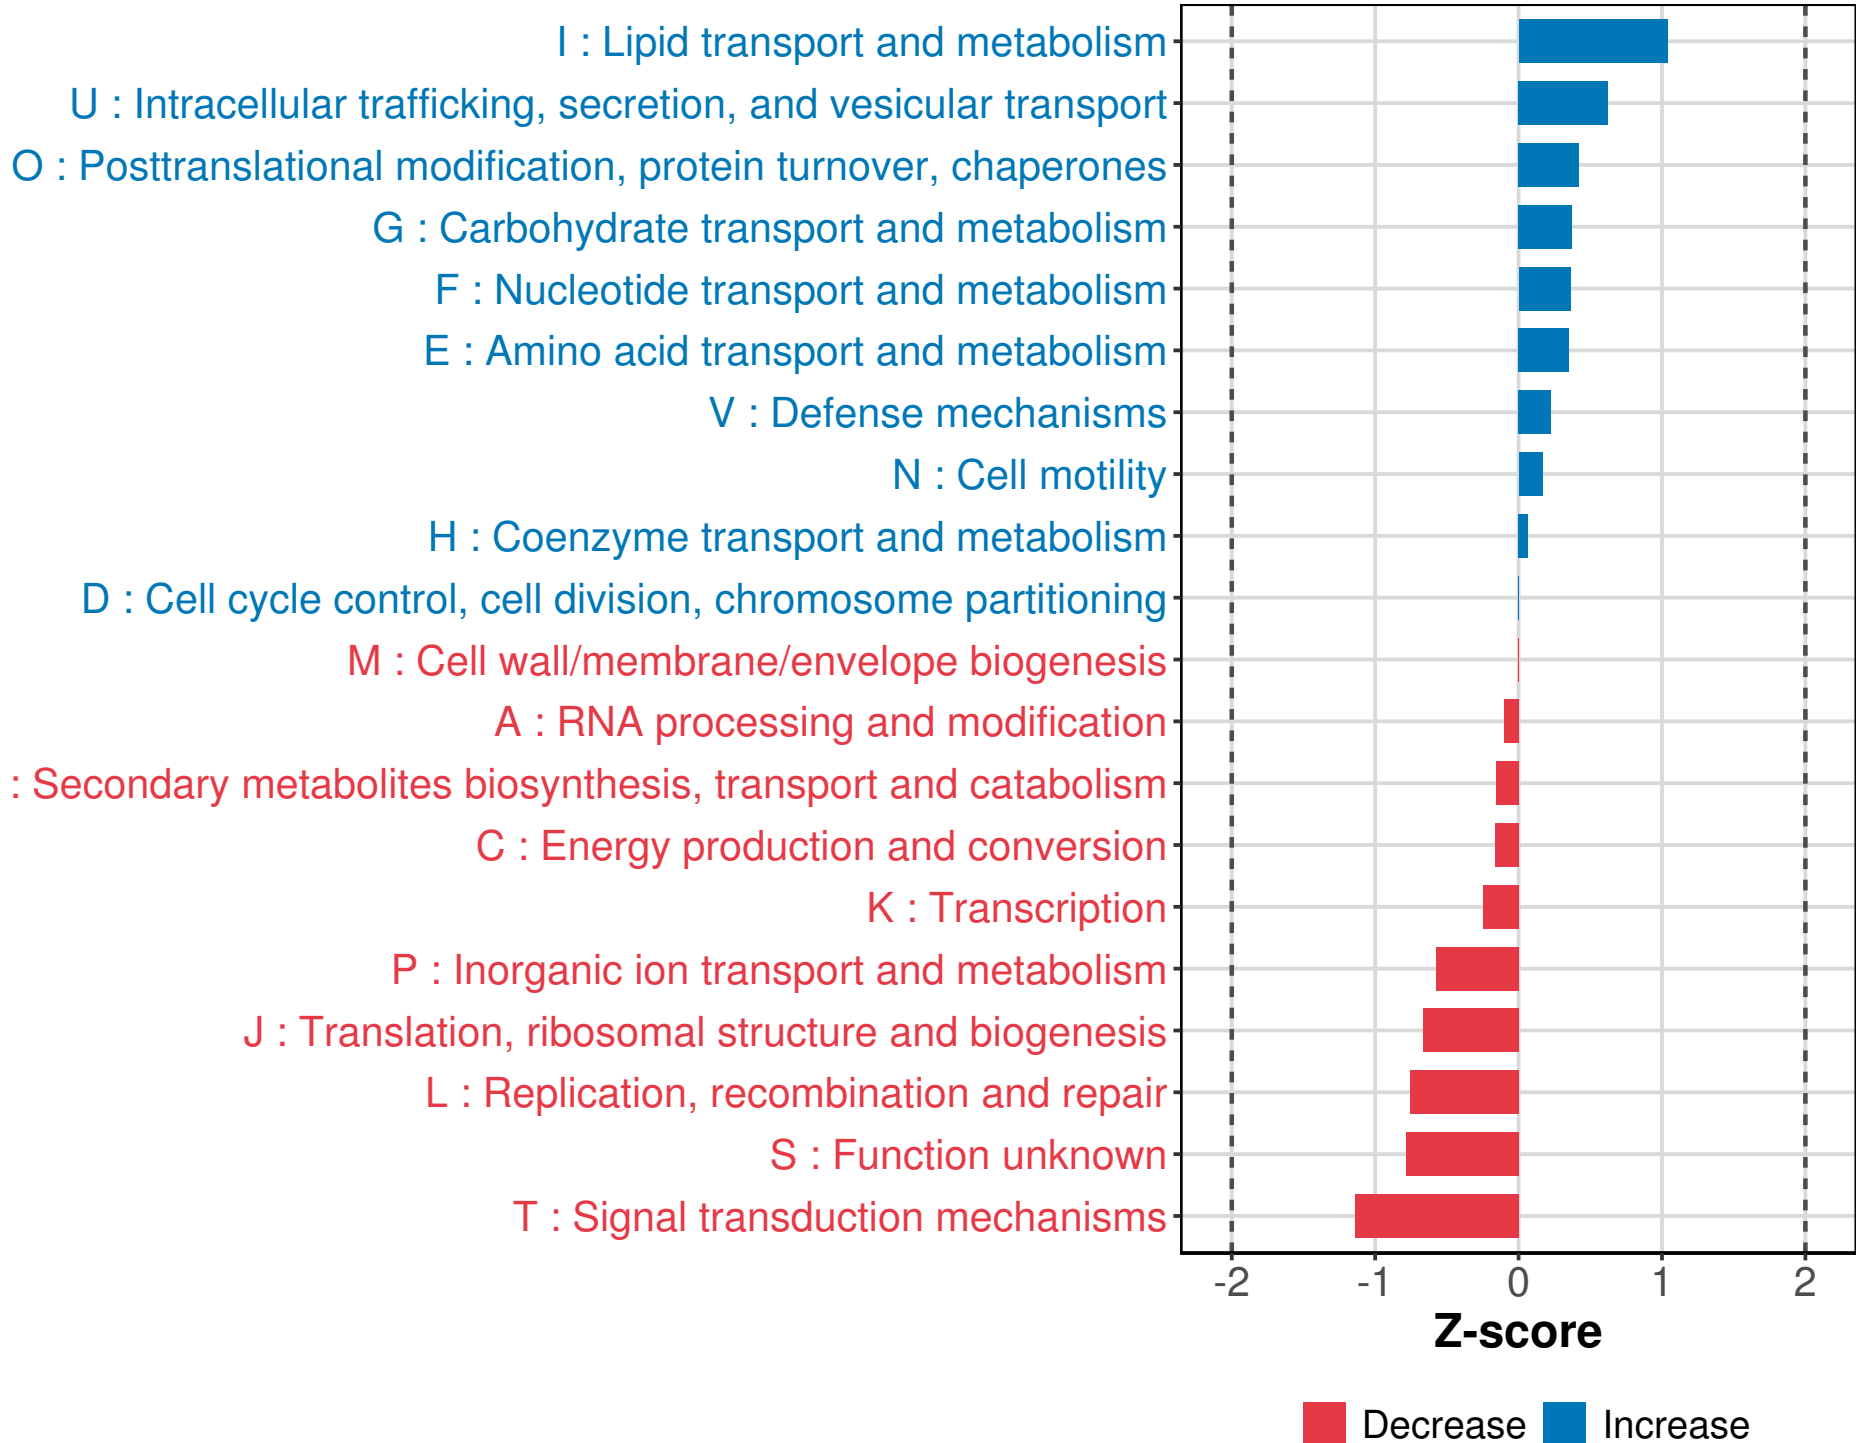 I : Lipid transport and metabolism
U : Intracellular trafficking, secretion, and vesicular transport
O : Posttranslational modification, protein turnover, chaperones
G : Carbohydrate transport and metabolism
F : Nucleotide transport and metabolism
E : Amino acid transport and metabolism
V : Defense mechanisms
N : Cell motility
H : Coenzyme transport and metabolism
D : Cell cycle control, cell division, chromosome partitioning
M : Cell wall/membrane/envelope biogenesis
A : RNA processing and modification
: Secondary metabolites biosynthesis, transport and catabolism
C : Energy production and conversion
K : Transcription
P : Inorganic ion transport and metabolism
J : Translation, ribosomal structure and biogenesis
L : Replication, recombination and repair
S : Function unknown
T : Signal transduction mechanisms
-2 -1 0 1 2
Z-score
Decrease Increase